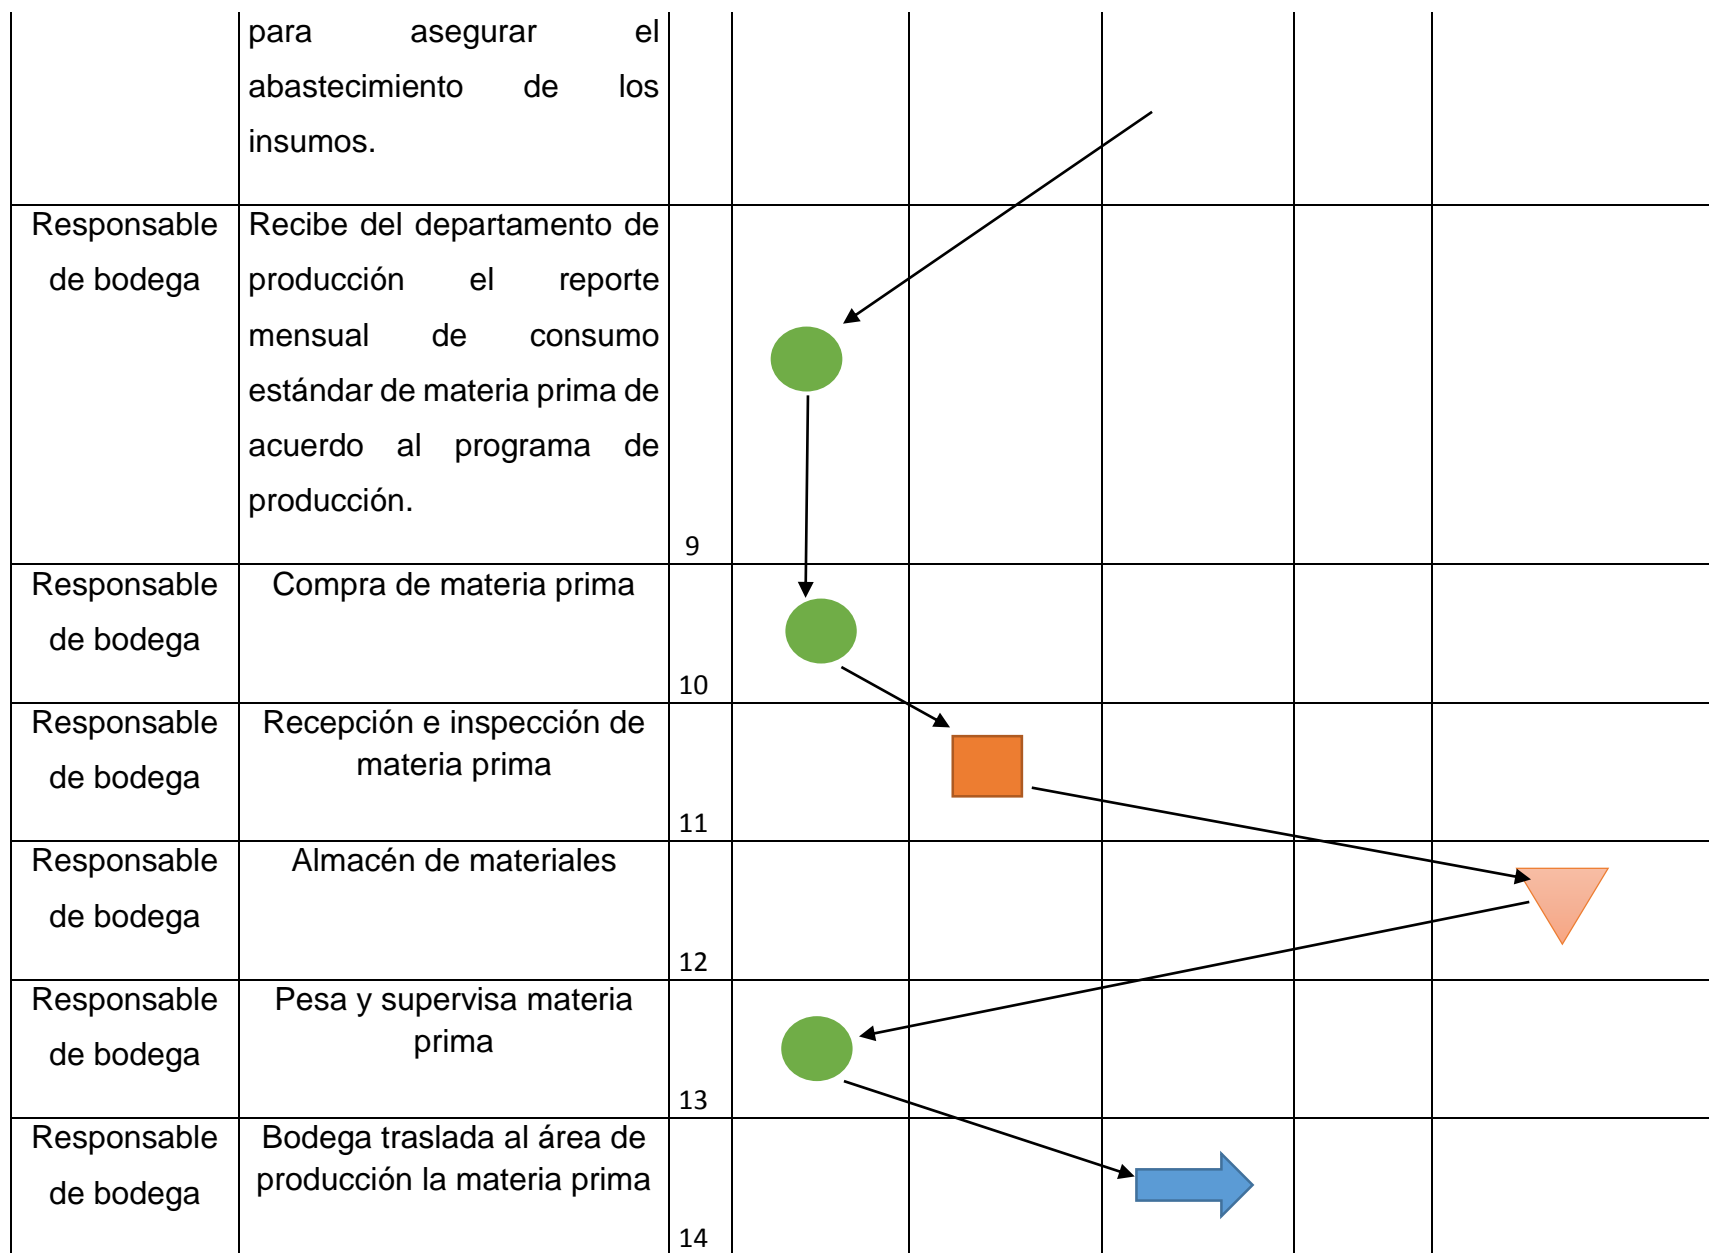 para asegurar el
abastecimiento de los
insumos.
Responsable
de bodega
Recibe del departamento de
producción el reporte
mensual de consumo
estándar de materia prima de
acuerdo al programa de
producción.
9
Responsable
de bodega
Compra de materia prima
10
Responsable
de bodega
Recepción e inspección de
materia prima
11
Responsable
de bodega
Almacén de materiales
12
Responsable
de bodega
Pesa y supervisa materia
prima
13
Responsable
de bodega
Bodega traslada al área de
producción la materia prima
14